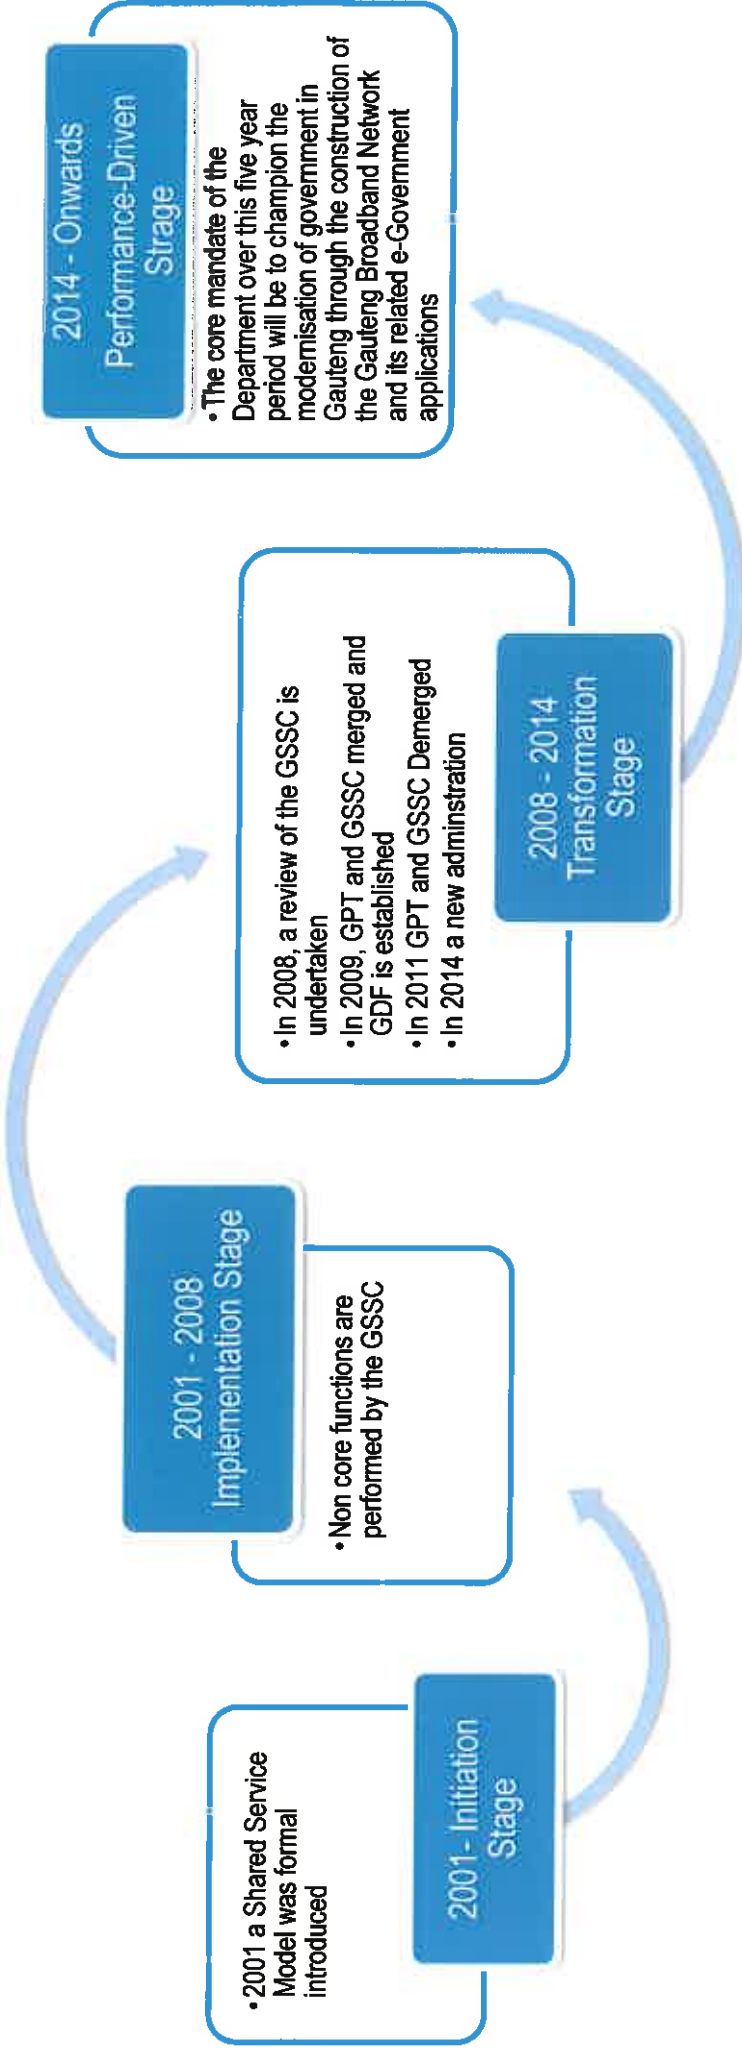 • 2001 a Shared Service
Model was formal
introduced
2001- Initiation
Stage
2001 - 2008
Implementation Stage
• Non core functions are
performed by the GSSC
• In 2008, a review of the GSSC is
undertaken
• In 2009, GPT and GSSC merged and
GDF is established
• In 2011 GPT and GSSC Demerged
• In 2014 a new adminstration
2008 - 2014
Transformation
Stage
2014 - Onwards
Performance-Driven
Strage
• The core mandate of the
Department over this five year
period will be to champion the
modernisation of government in
Gauteng through the construction of
the Gauteng Broadband Network
and its related e-Government
applications